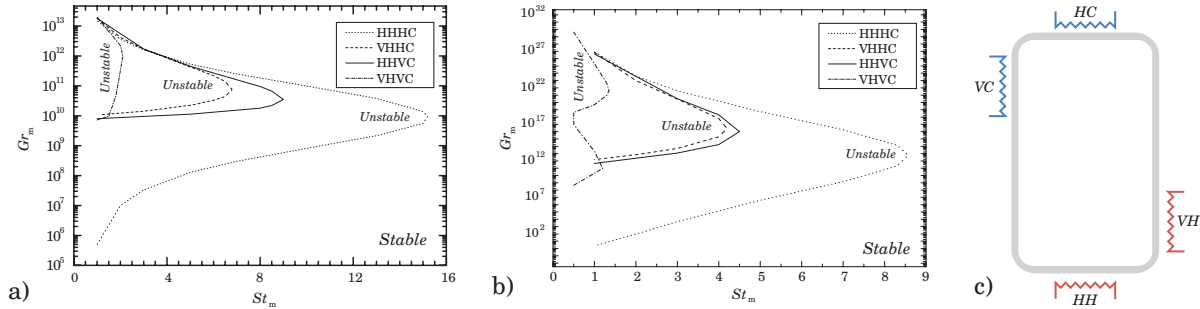 a)
Gr_m
10^13
10^12
10^11
10^10
10^9
10^8
10^7
10^6
10^5
0 4 8 12 16
St_m
HHHC
VHHC
HHVC
VHVC
Unstable
Unstable
Unstable
Stable
b)
Gr_m
10^32
10^27
10^22
10^17
10^12
10^7
10^2
0 1 2 3 4 5 6 7 8 9
St_m
HHHC
VHHC
HHVC
VHVC
Unstable
Unstable
Unstable
Stable
c)
HC
VC
VH
HH